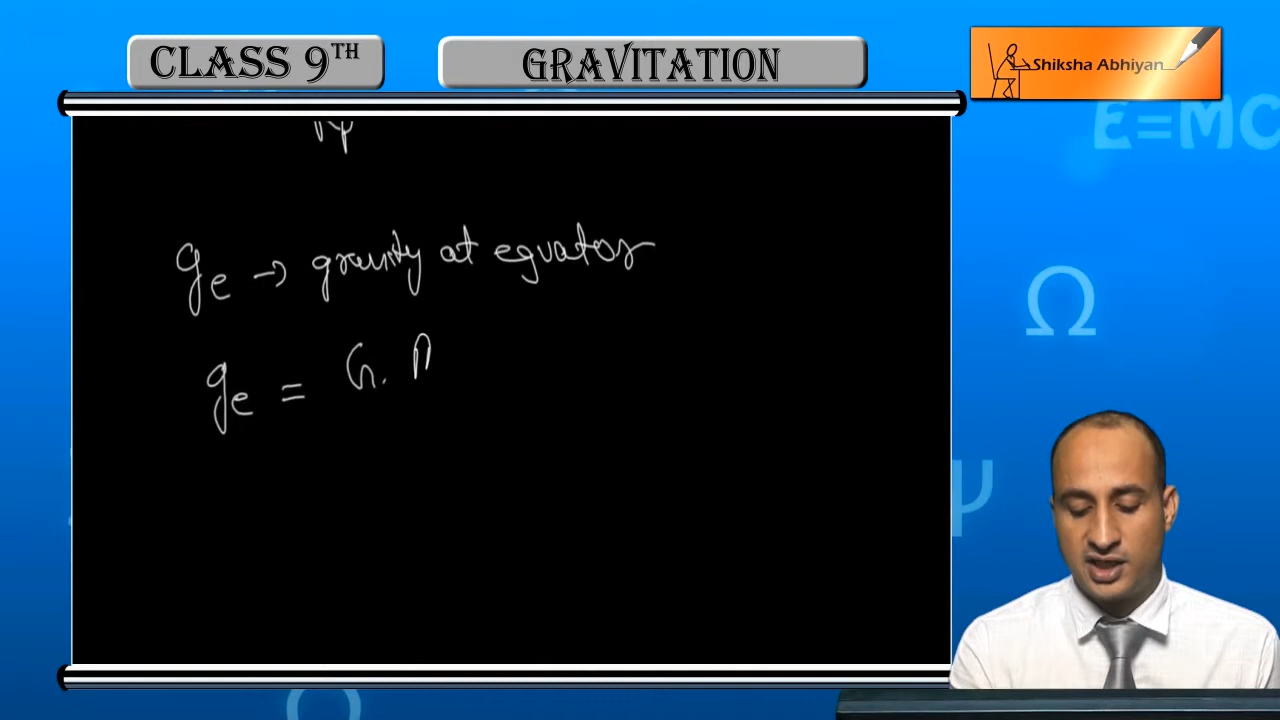 CLASS 9TH
GRAVITATION
Shiksha Abhiyan
E=MC
Ω
gₑ → gravity at equator
gₑ = G.
Ψ
Ω